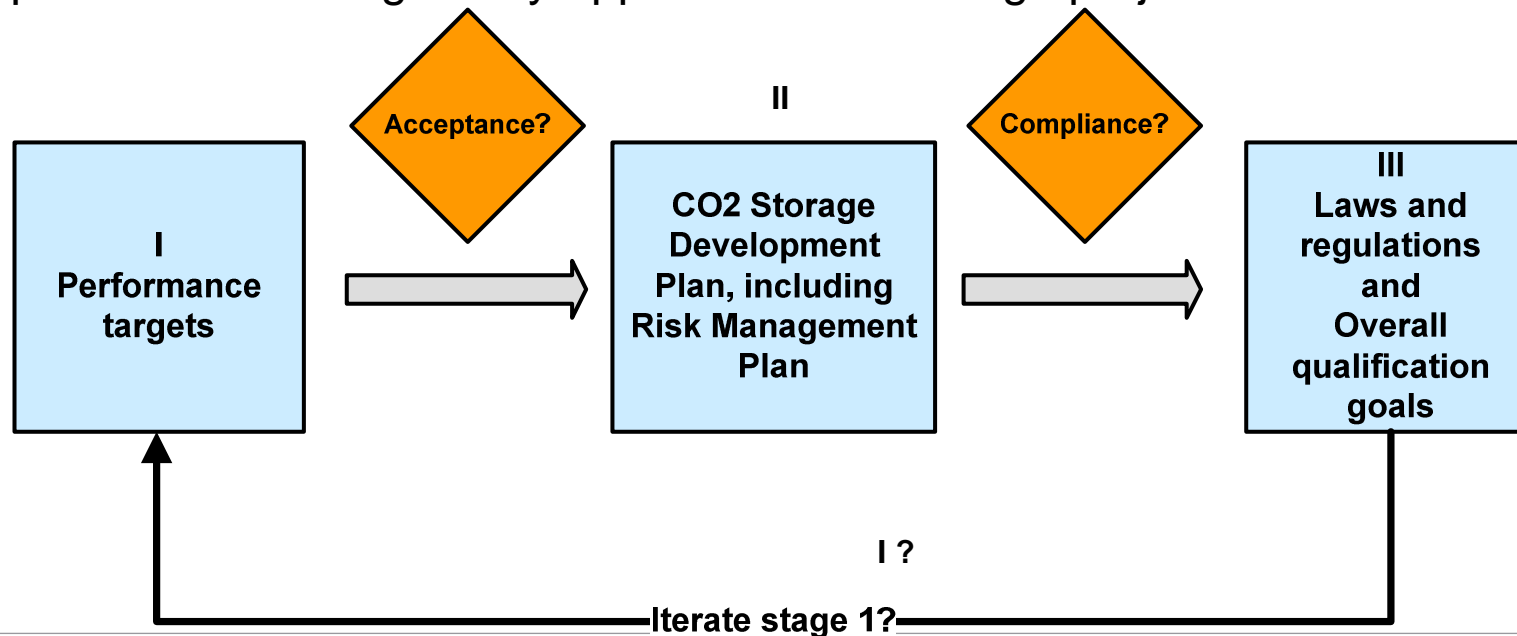 Acceptance?
II
Compliance?
I
Performance
targets
CO2 Storage
Development
Plan, including
Risk Management
Plan
III
Laws and
regulations
and
Overall
qualification
goals
I ?
Iterate stage 1?